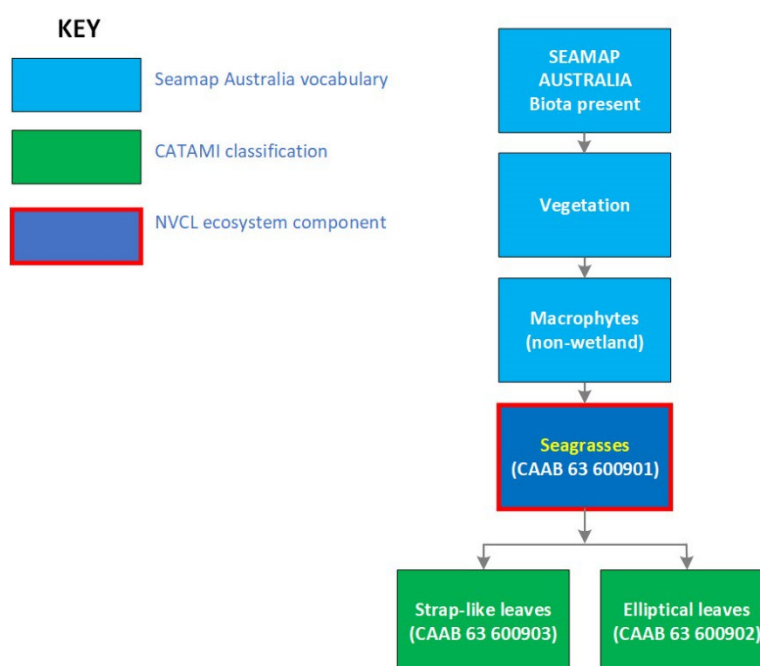 KEY
Seamap Australia vocabulary
CATAMI classification
NVCL ecosystem component
SEAMAP
AUSTRALIA
Biota present
Vegetation
Macrophytes
(non-wetland)
Seagrasses
(CAAB 63 600901)
Strap-like leaves
(CAAB 63 600903)
Elliptical leaves
(CAAB 63 600902)